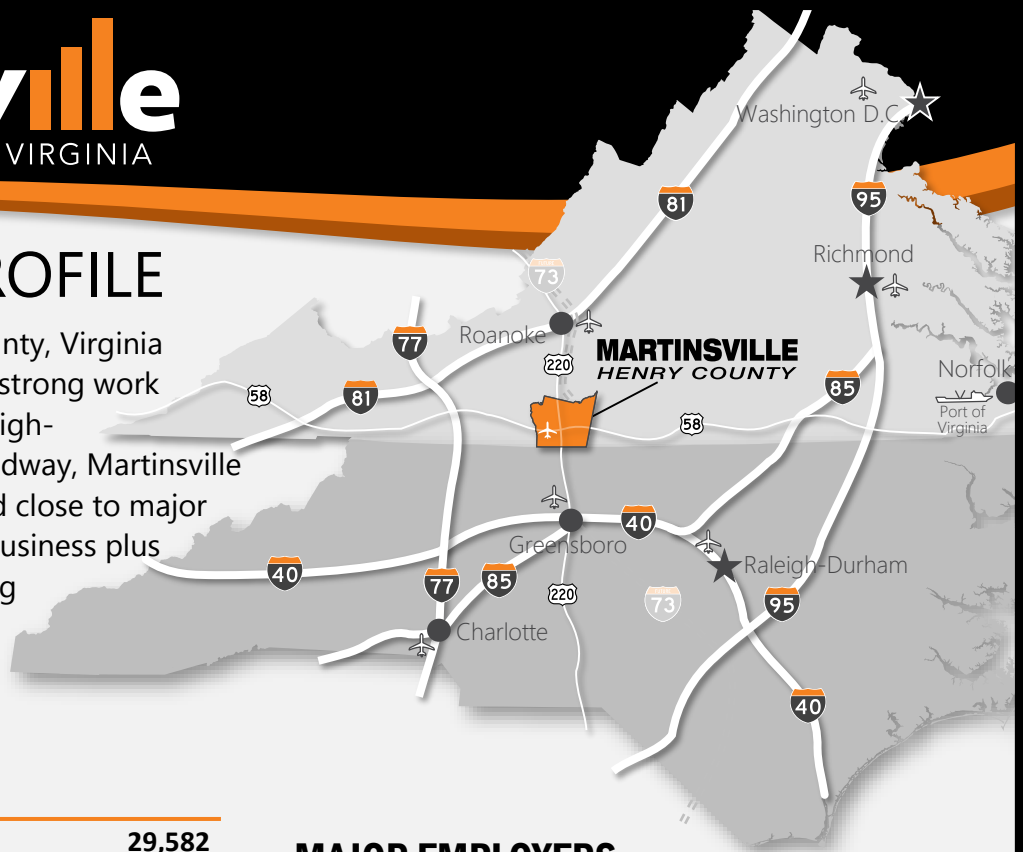 ville
VIRGINIA
PROFILE
nty, Virginia
strong work
igh-
dway, Martinsville
d close to major
usiness plus
g
29,582
MAJOR EMPLOYERS
Washington D.C.
81
95
Richmond
73
Roanoke
77
220
MARTINSVILLE
HENRY COUNTY
85
Norfolk
Port of
Virginia
58
81
58
40
Greensboro
40
Raleigh-Durham
77
85
220
73
95
Charlotte
40